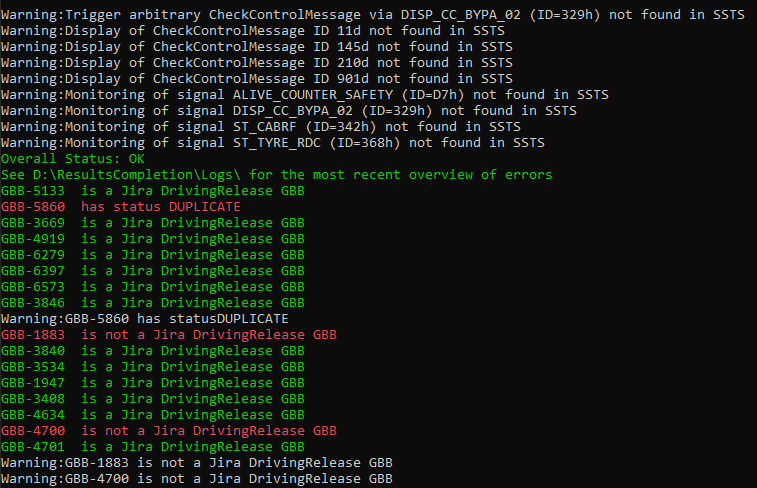 Warning:Trigger arbitrary CheckControlMessage via DISP_CC_BYPA_02 (ID=329h) not found in SSTS
Warning:Display of CheckControlMessage ID 11d not found in SSTS
Warning:Display of CheckControlMessage ID 145d not found in SSTS
Warning:Display of CheckControlMessage ID 210d not found in SSTS
Warning:Display of CheckControlMessage ID 901d not found in SSTS
Warning:Monitoring of signal ALIVE_COUNTER_SAFETY (ID=D7h) not found in SSTS
Warning:Monitoring of signal DISP_CC_BYPA_02 (ID=329h) not found in SSTS
Warning:Monitoring of signal ST_CABRF (ID=342h) not found in SSTS
Warning:Monitoring of signal ST_TYRE_RDC (ID=368h) not found in SSTS
Overall Status: OK
See D:\ResultsCompletion\Logs\ for the most recent overview of errors
GBB-5133  is a Jira DrivingRelease GBB
GBB-5860  has status DUPLICATE
GBB-3669  is a Jira DrivingRelease GBB
GBB-4919  is a Jira DrivingRelease GBB
GBB-6279  is a Jira DrivingRelease GBB
GBB-6397  is a Jira DrivingRelease GBB
GBB-6573  is a Jira DrivingRelease GBB
GBB-3846  is a Jira DrivingRelease GBB
Warning:GBB-5860 has statusDUPLICATE
GBB-1883  is not a Jira DrivingRelease GBB
GBB-3840  is a Jira DrivingRelease GBB
GBB-3534  is a Jira DrivingRelease GBB
GBB-1947  is a Jira DrivingRelease GBB
GBB-3408  is a Jira DrivingRelease GBB
GBB-4634  is a Jira DrivingRelease GBB
GBB-4700  is not a Jira DrivingRelease GBB
GBB-4701  is a Jira DrivingRelease GBB
Warning:GBB-1883 is not a Jira DrivingRelease GBB
Warning:GBB-4700 is not a Jira DrivingRelease GBB